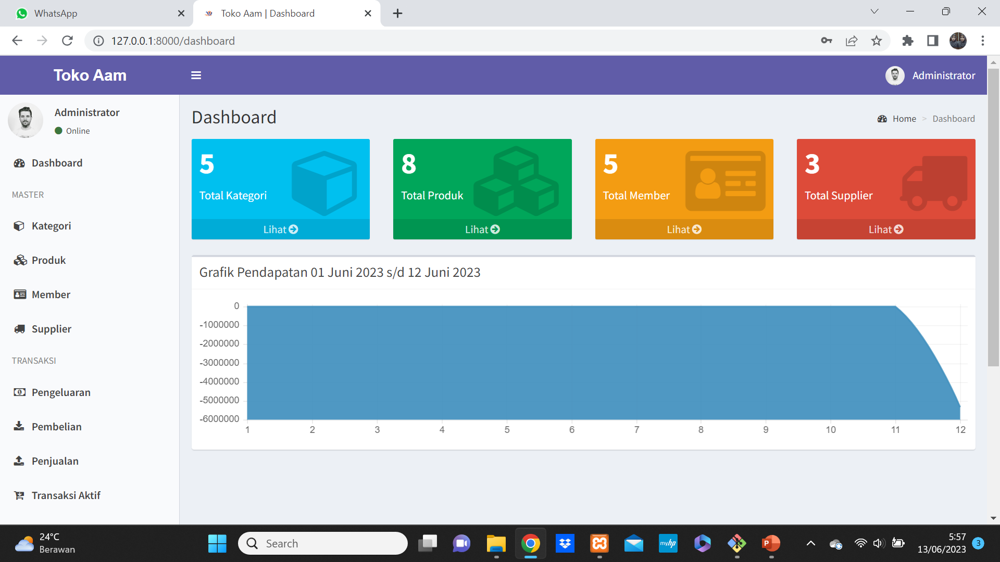 WhatsApp
Toko Aam | Dashboard
127.0.0.1:8000/dashboard
Toko Aam
Administrator
Administrator
Online
Dashboard
MASTER
Kategori
Produk
Member
Supplier
TRANSAKSI
Pengeluaran
Pembelian
Penjualan
Transaksi Aktif
Dashboard
Home > Dashboard
5
Total Kategori
Lihat
8
Total Produk
Lihat
5
Total Member
Lihat
3
Total Supplier
Lihat
Grafik Pendapatan 01 Juni 2023 s/d 12 Juni 2023
0
-1000000
-2000000
-3000000
-4000000
-5000000
-6000000
1 2 3 4 5 6 7 8 9 10 11 12
24°C
Berawan
Search
myhp
P
5:57
13/06/2023
3